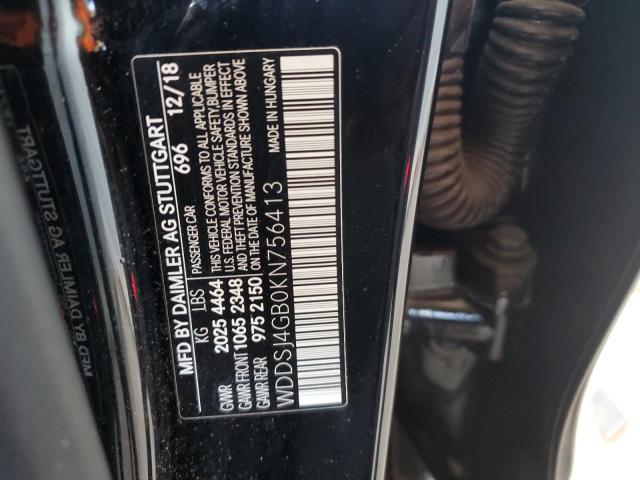 MFD BY DAIMLER AG STUTTGART
696 12/18
KG LBS PASSENGER CAR
GVWR 2025 4464 THIS VEHICLE CONFORMS TO ALL APPLICABLE
GAWR FRONT 1065 2348 U.S. FEDERAL MOTOR VEHICLE SAFETY,BUMPER
GAWR REAR 975 2150 AND THEFT PREVENTION STANDARDS IN EFFECT
ON THE DATE OF MANUFACTURE SHOWN ABOVE
MADE IN HUNGARY
WDDSJ4GB0KN756413